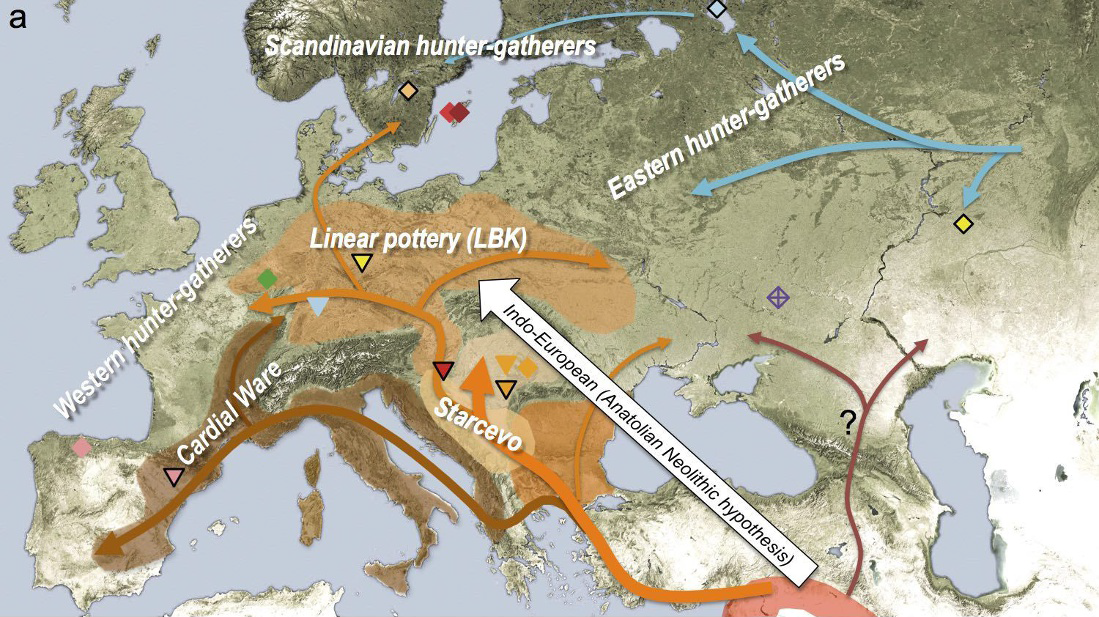 a
Scandinavian hunter-gatherers
Eastern hunter-gatherers
Linear pottery (LBK)
Western hunter-gatherers
Indo-European (Anatolian Neolithic hypothesis)
Cardial Ware
Starcevo
?